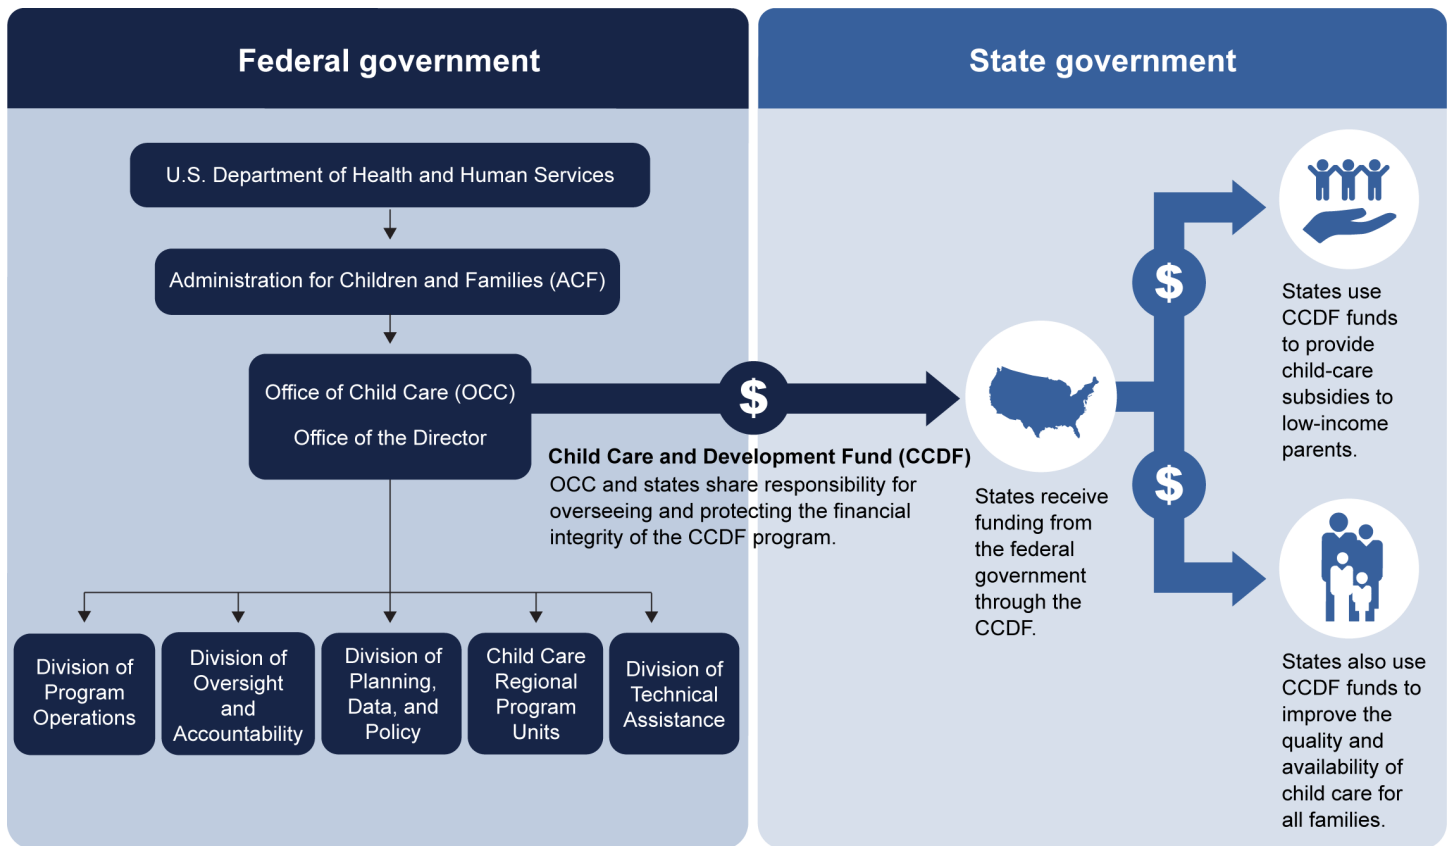 Federal government
State government
U.S. Department of Health and Human Services
Administration for Children and Families (ACF)
Office of Child Care (OCC)
Office of the Director
$
Child Care and Development Fund (CCDF)
OCC and states share responsibility for
overseeing and protecting the financial
integrity of the CCDF program.
Division of
Program
Operations
Division of
Oversight
and
Accountability
Division of
Planning,
Data, and
Policy
Child Care
Regional
Program
Units
Division of
Technical
Assistance
States receive
funding from
the federal
government
through the
CCDF.
$
$
States use
CCDF funds
to provide
child-care
subsidies to
low-income
parents.
States also use
CCDF funds to
improve the
quality and
availability of
child care for
all families.